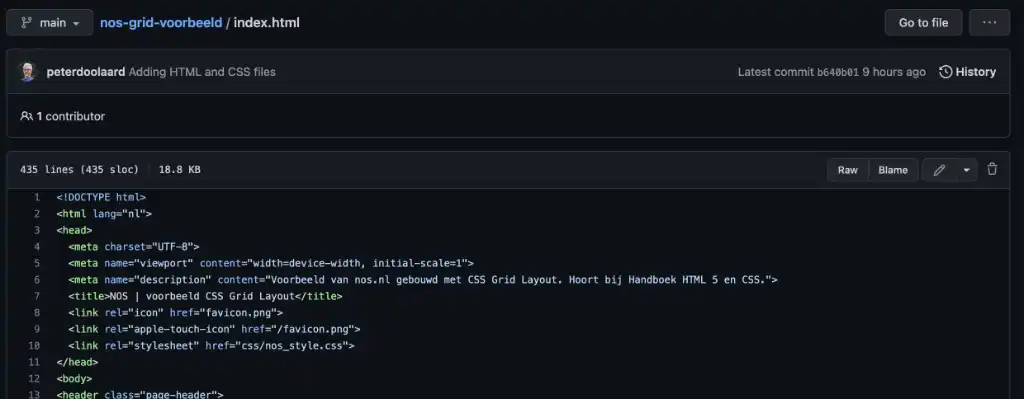 main
nos-grid-voorbeeld / index.html
Go to file
...
peterdoolaard Adding HTML and CSS files
Latest commit b640b01 9 hours ago
History
1 contributor
435 lines (435 sloc) 18.8 KB
Raw
Blame
1 <!DOCTYPE html>
2 <html lang="nl">
3 <head>
4 <meta charset="UTF-8">
5 <meta name="viewport" content="width=device-width, initial-scale=1">
6 <meta name="description" content="Voorbeeld van nos.nl gebouwd met CSS Grid Layout. Hoort bij Handboek HTML 5 en CSS.">
7 <title>NOS | voorbeeld CSS Grid Layout</title>
8 <link rel="icon" href="favicon.png">
9 <link rel="apple-touch-icon" href="/favicon.png">
10 <link rel="stylesheet" href="css/nos_style.css">
11 </head>
12 <body>
13 <header class="page-header">